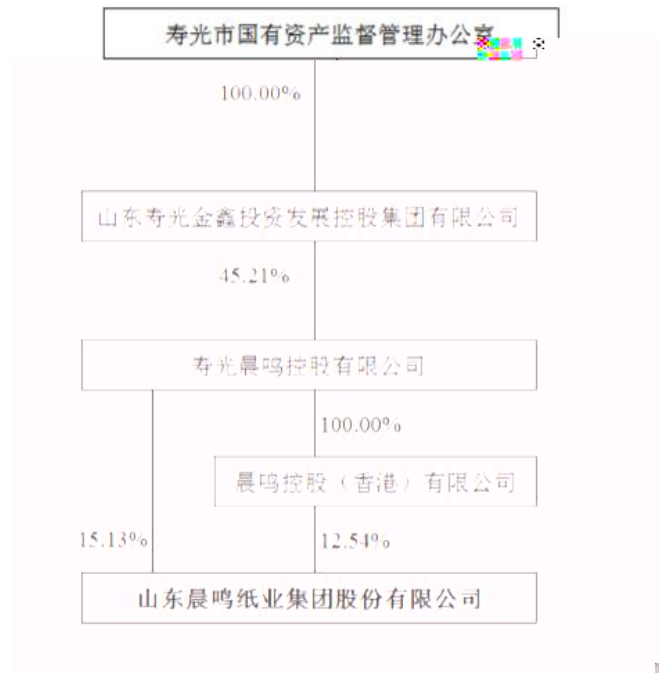 寿光市国有资产监督管理办公室
100.00%
山东寿光金鑫投资发展控股集团有限公司
45.21%
寿光晨鸣控股有限公司
100.00%
晨鸣控股（香港）有限公司
15.13%
12.54%
山东晨鸣纸业集团股份有限公司